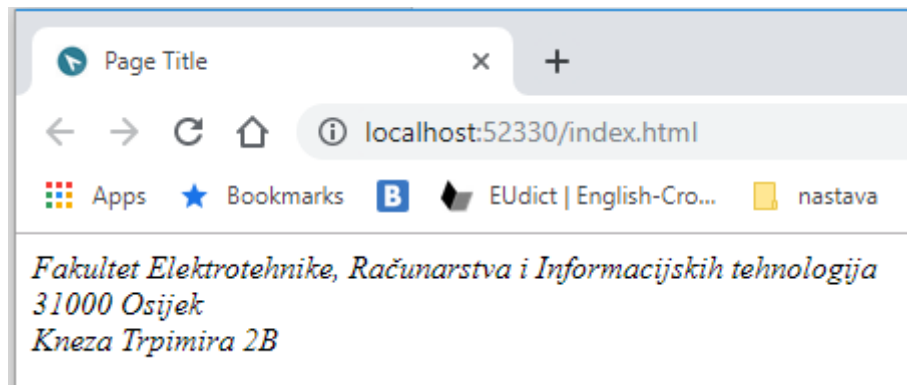 Page Title
localhost:52330/index.html
Apps Bookmarks B EUdict | English-Cro... nastava
Fakultet Elektrotehnike, Računarstva i Informacijskih tehnologija
31000 Osijek
Kneza Trpimira 2B